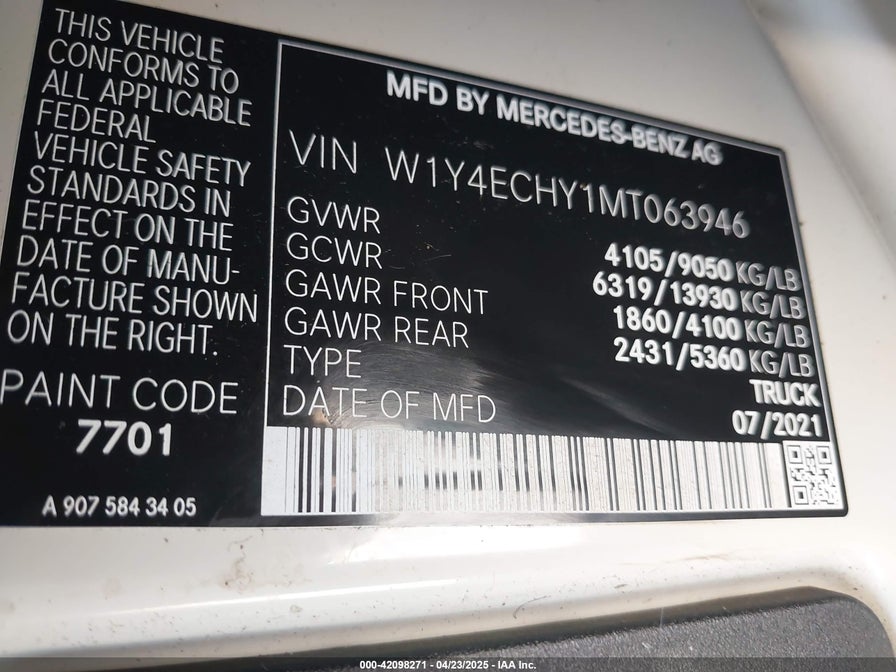 THIS VEHICLE
CONFORMS TO
ALL APPLICABLE
FEDERAL
VEHICLE SAFETY
STANDARDS IN
EFFECT ON THE
DATE OF MANU-
FACTURE SHOWN
ON THE RIGHT.
PAINT CODE
7701
A 907 584 34 05
MFD BY MERCEDES-BENZ AG
VIN W1Y4ECHY1MT063946
GVWR 4105/9050 KG/LB
GCWR 6319/13930 KG/LB
GAWR FRONT 1860/4100 KG/LB
GAWR REAR 2431/5360 KG/LB
TYPE TRUCK
DATE OF MFD 07/2021
000-42098271 - 04/23/2025 - IAA Inc.